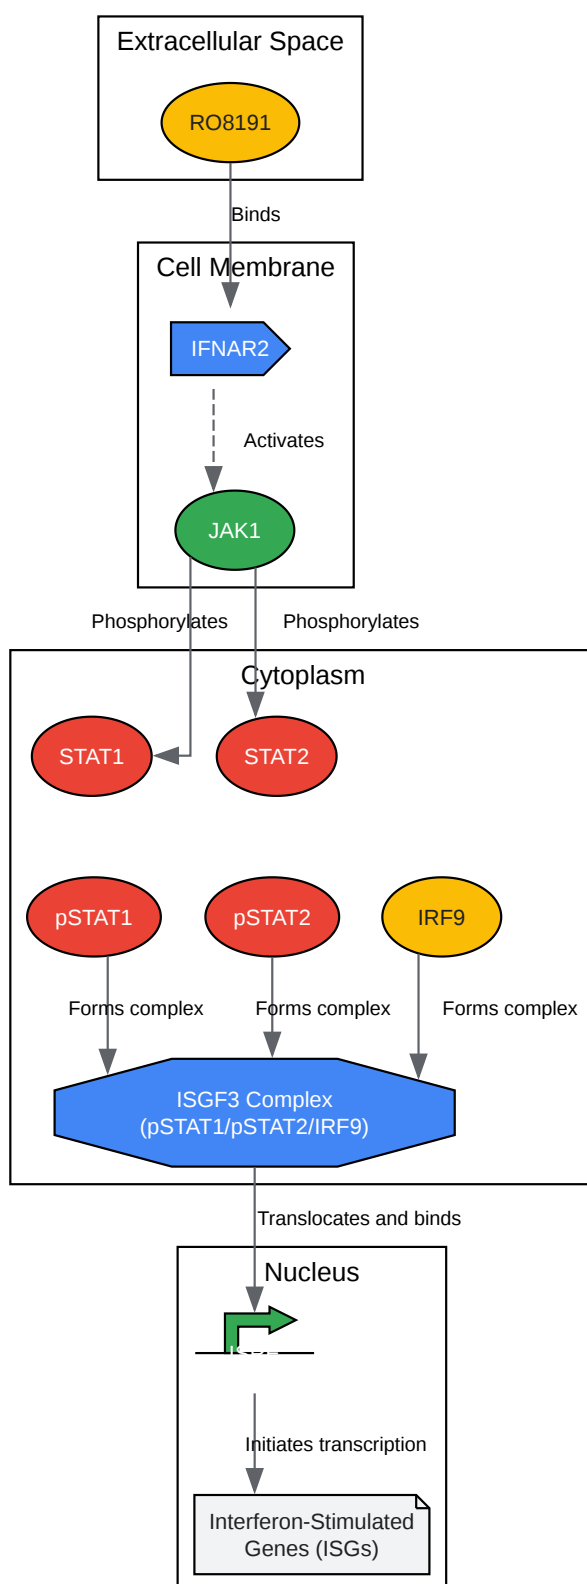 Extracellular Space
RO8191
Binds
Cell Membrane
IFNAR2
Activates
JAK1
Phosphorylates
Phosphorylates
Cytoplasm
STAT1
STAT2
pSTAT1
pSTAT2
IRF9
Forms complex
Forms complex
Forms complex
ISGF3 Complex
(pSTAT1/pSTAT2/IRF9)
Translocates and binds
Nucleus
Initiates transcription
Interferon-Stimulated
Genes (ISGs)